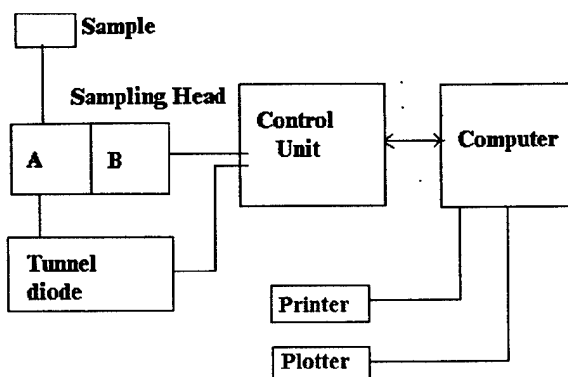 Sample
Sampling Head
A
B
Control
Unit
Computer
Tunnel
diode
Printer
Plotter